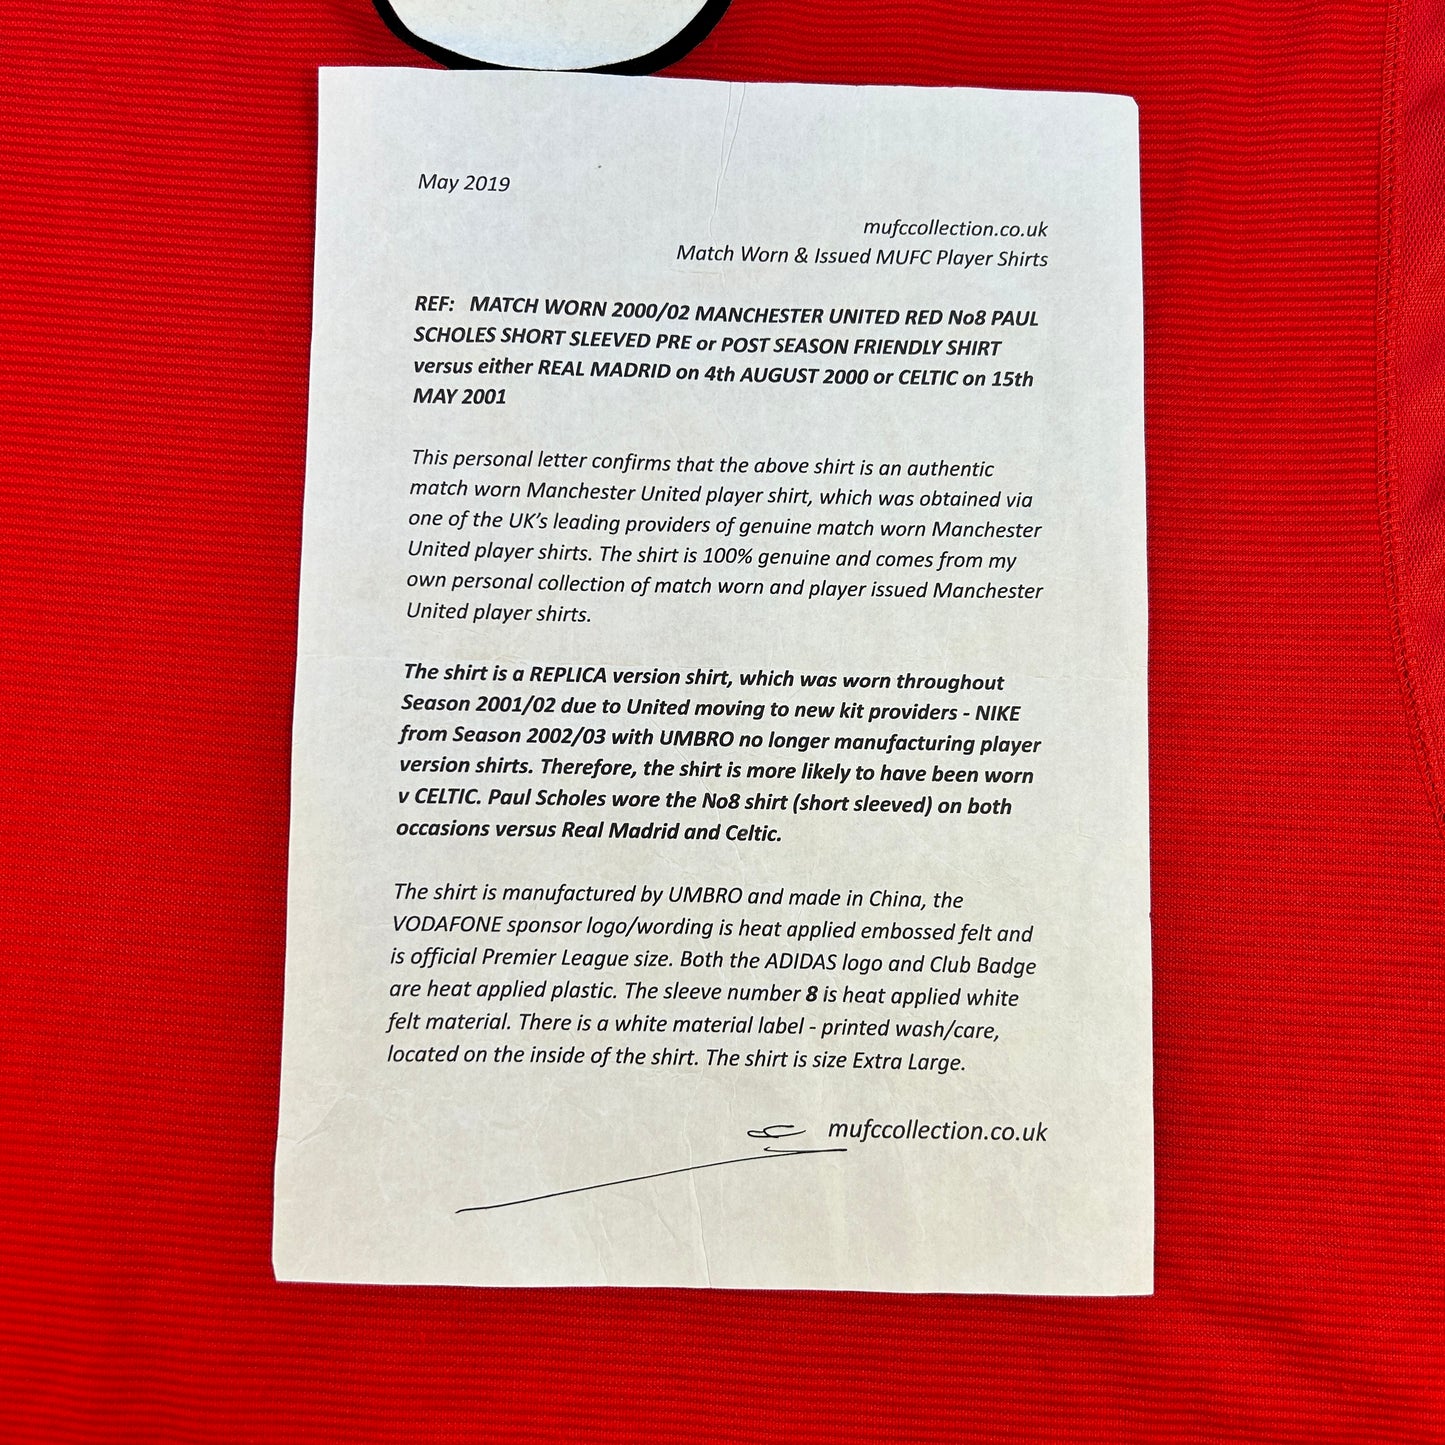 May 2019
mufccollection.co.uk
Match Worn & Issued MUFC Player Shirts
REF: MATCH WORN 2000/02 MANCHESTER UNITED RED No8 PAUL
SCHOLES SHORT SLEEVED PRE or POST SEASON FRIENDLY SHIRT
versus either REAL MADRID on 4th AUGUST 2000 or CELTIC on 15th
MAY 2001
This personal letter confirms that the above shirt is an authentic
match worn Manchester United player shirt, which was obtained via
one of the UK's leading providers of genuine match worn Manchester
United player shirts. The shirt is 100% genuine and comes from my
own personal collection of match worn and player issued Manchester
United player shirts.
The shirt is a REPLICA version shirt, which was worn throughout
Season 2001/02 due to United moving to new kit providers - NIKE
from Season 2002/03 with UMBRO no longer manufacturing player
version shirts. Therefore, the shirt is more likely to have been worn
v CELTIC. Paul Scholes wore the No8 shirt (short sleeved) on both
occasions versus Real Madrid and Celtic.
The shirt is manufactured by UMBRO and made in China, the
VODAFONE sponsor logo/wording is heat applied embossed felt and
is official Premier League size. Both the ADIDAS logo and Club Badge
are heat applied plastic. The sleeve number 8 is heat applied white
felt material. There is a white material label - printed wash/care,
located on the inside of the shirt. The shirt is size Extra Large.
mufccollection.co.uk